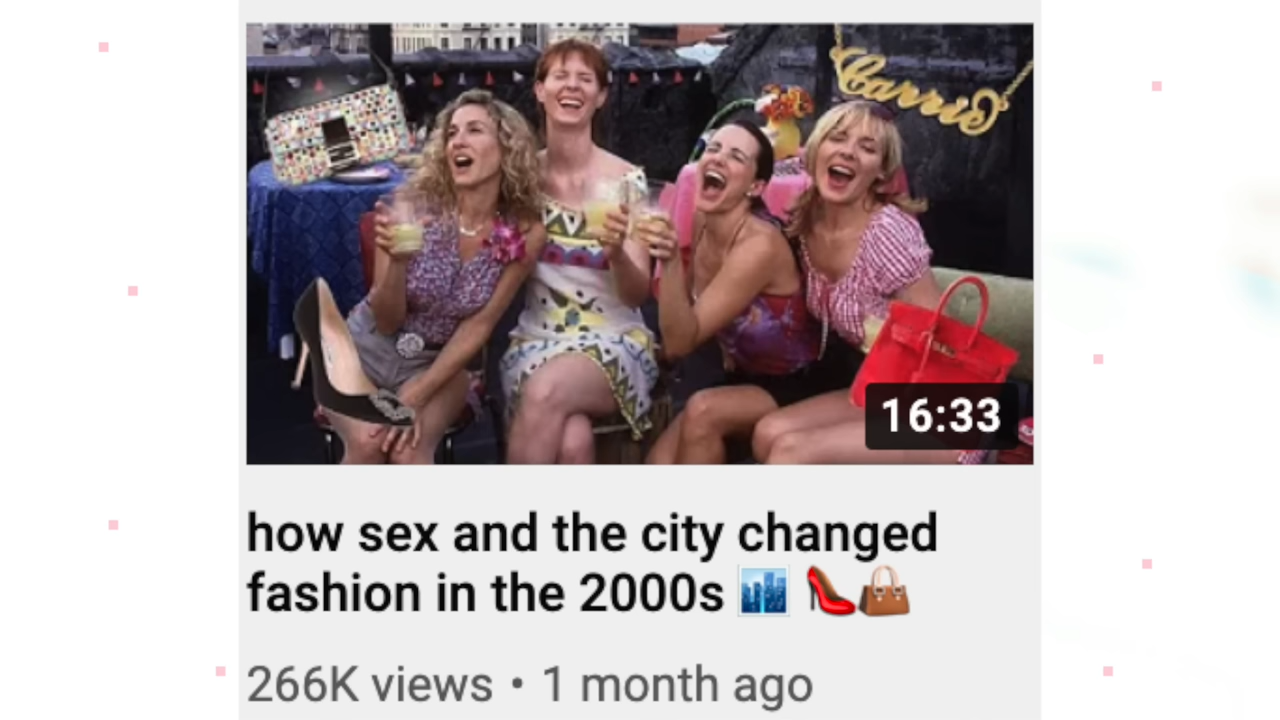 Carrie
16:33
how sex and the city changed
fashion in the 2000s 🏙️ 👠👜
266K views • 1 month ago